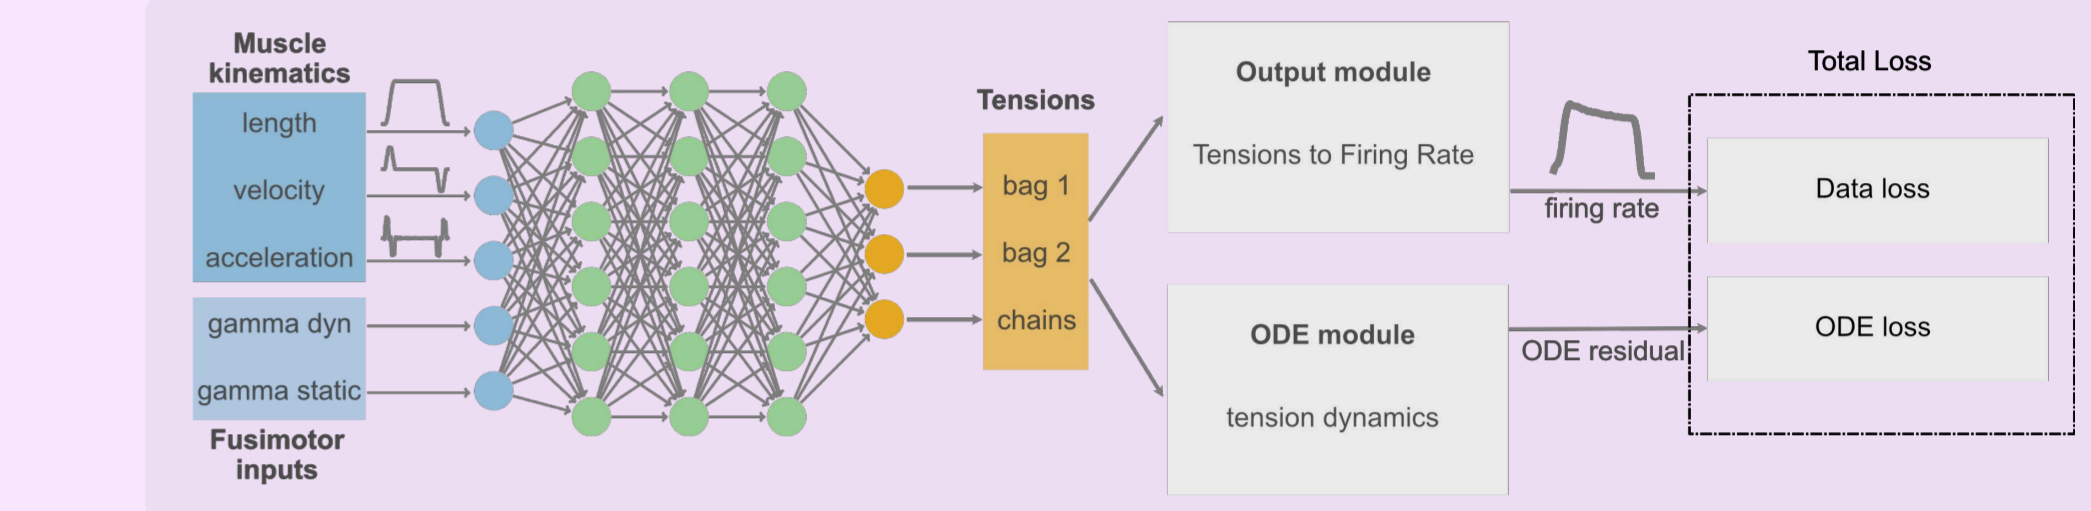 Muscle
kinematics
length
velocity
acceleration
gamma dyn
gamma static
Fusimotor
inputs
Tensions
bag 1
bag 2
chains
Output module
Tensions to Firing Rate
ODE module
tension dynamics
firing rate
ODE residual
Total Loss
Data loss
ODE loss